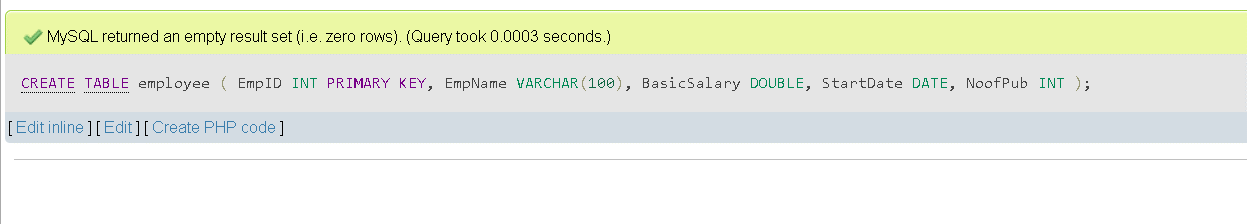 MySQL returned an empty result set (i.e. zero rows). (Query took 0.0003 seconds.)
CREATE TABLE employee ( EmpID INT PRIMARY KEY, EmpName VARCHAR(100), BasicSalary DOUBLE, StartDate DATE, NoofPub INT );
[ Edit inline ] [ Edit ] [ Create PHP code ]